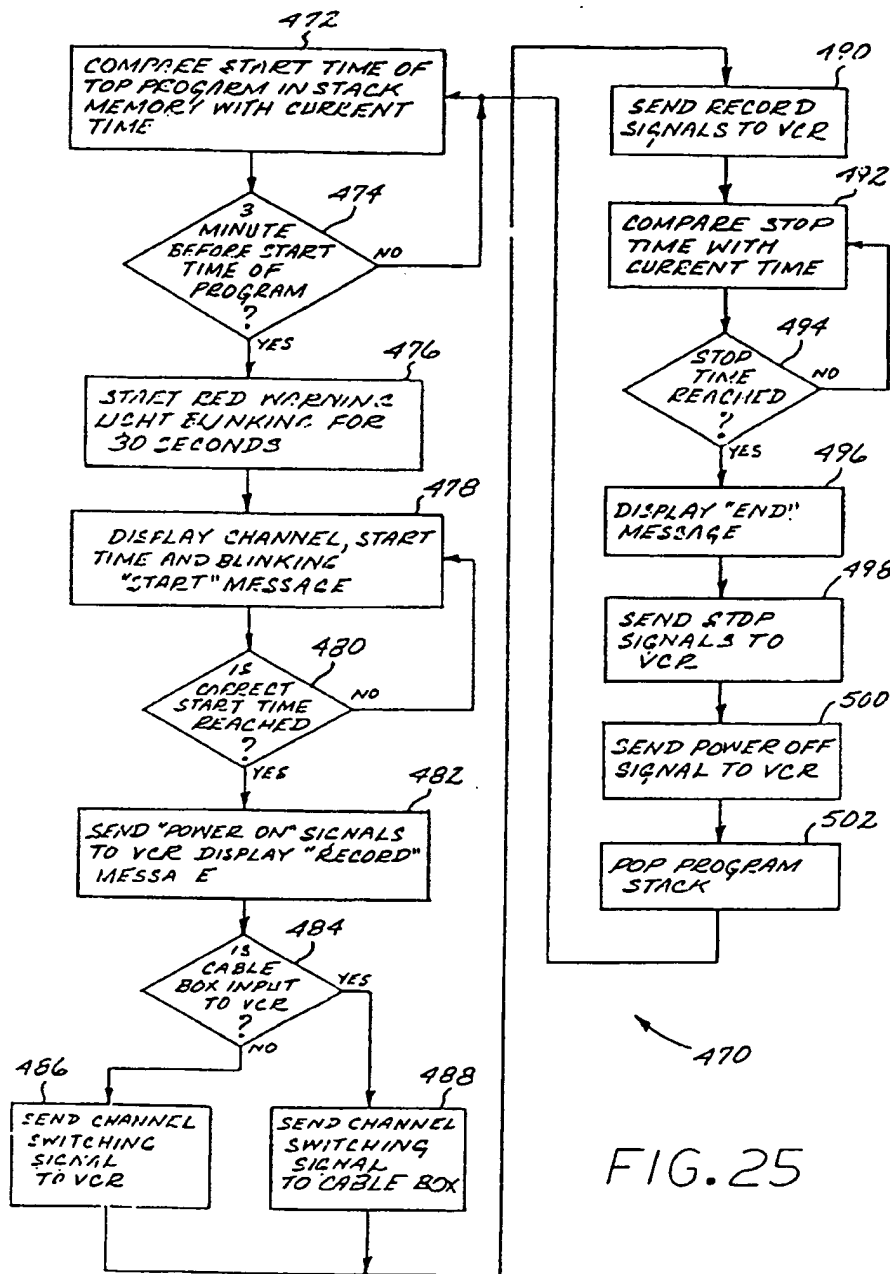 472
COMPARE START TIME OF
TOP PROGARM IN STACK
MEMORY WITH CURRENT
TIME
474
3
MINUTE
BEFORE START
TIME OF
PROGRAM
?
NO
YES
476
START RED WARNING
LIGHT BLINKING FOR
30 SECONDS
478
DISPLAY CHANNEL, START
TIME AND BLINKING
"START" MESSAGE
480
IS
CORRECT
START TIME
REACHED
?
NO
YES
482
SEND "POWER ON" SIGNALS
TO VCR DISPLAY "RECORD"
MESSA E
484
IS
CABLE
BOX INPUT
TO VCR
?
YES
NO
486
SEND CHANNEL
SWITCHING
SIGNAL
TO VCR
488
SEND CHANNEL
SWITCHING
SIGNAL
TO CABLE BOX
490
SEND RECORD
SIGNALS TO VCR
492
COMPARE STOP
TIME WITH
CURRENT TIME
494
STOP
TIME
REACHED
?
NO
YES
496
DISPLAY "END"
MESSAGE
498
SEND STOP
SIGNALS TO
VCR
500
SEND POWER OFF
SIGNAL TO VCR
502
POP PROGRAM
STACK
470
FIG. 25